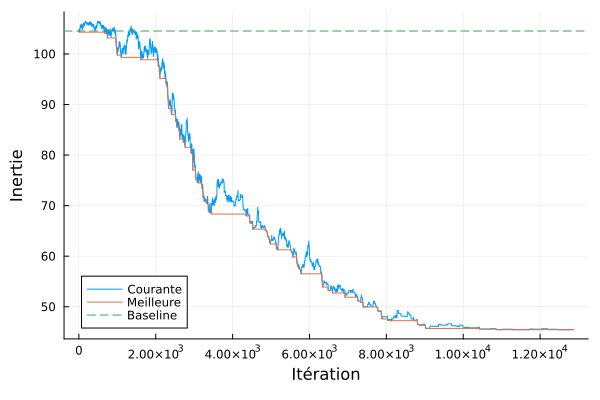 Inertie
100
90
80
70
60
50
Courante
Meilleure
Baseline
0
2.00×10³
4.00×10³
6.00×10³
8.00×10³
1.00×10⁴
1.20×10⁴
Itération